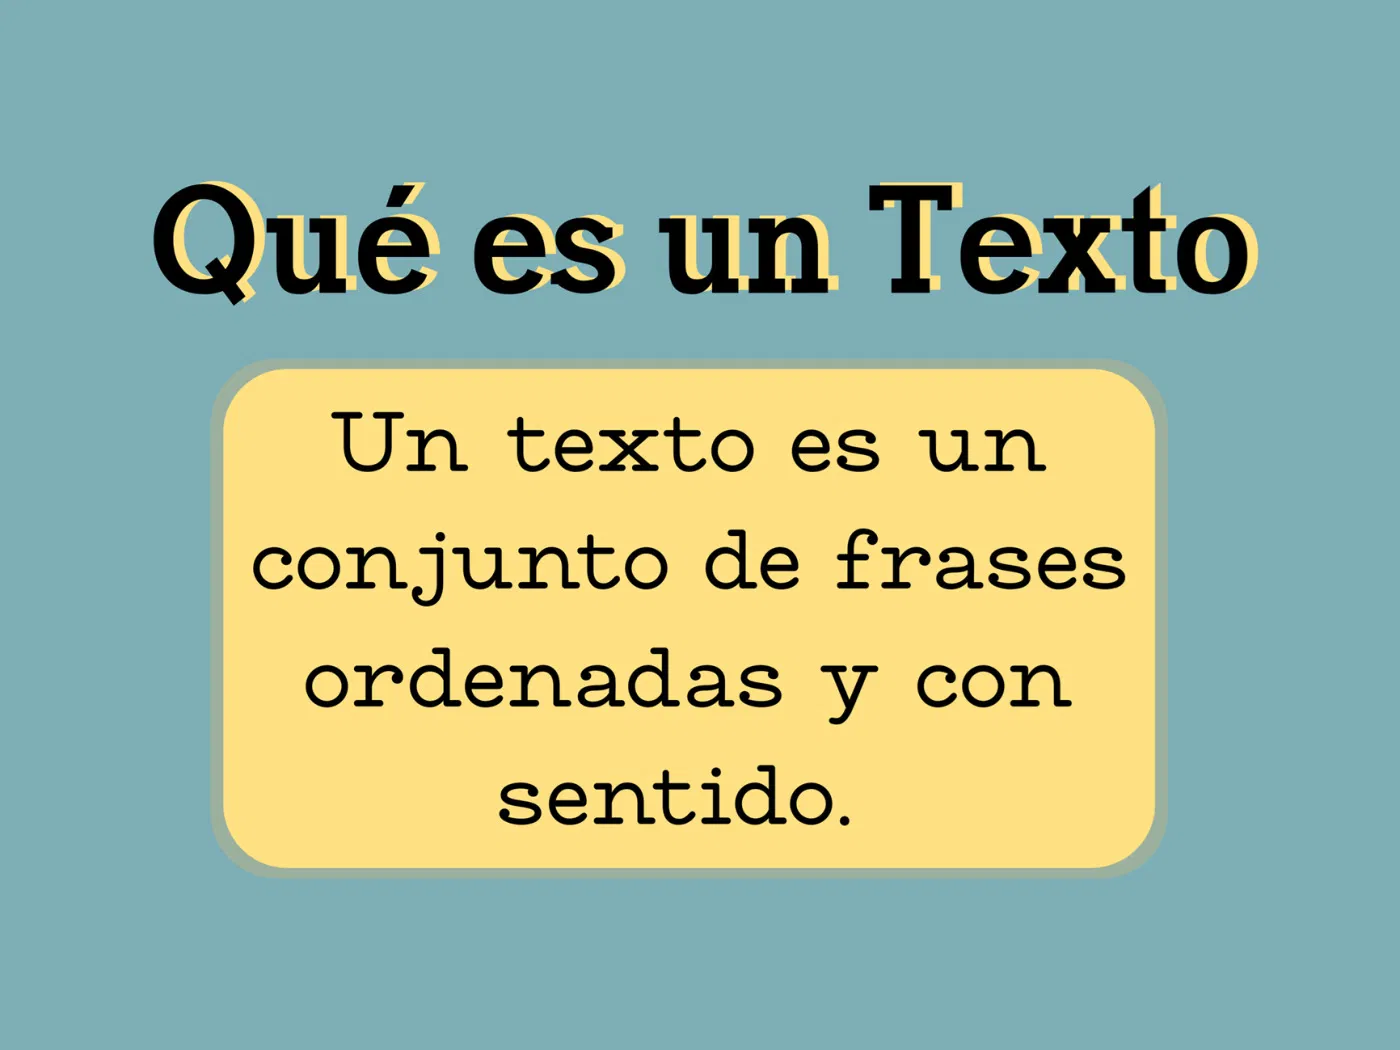 Qué es un Texto
Un texto es un
conjunto de frases
ordenadas y con
sentido.